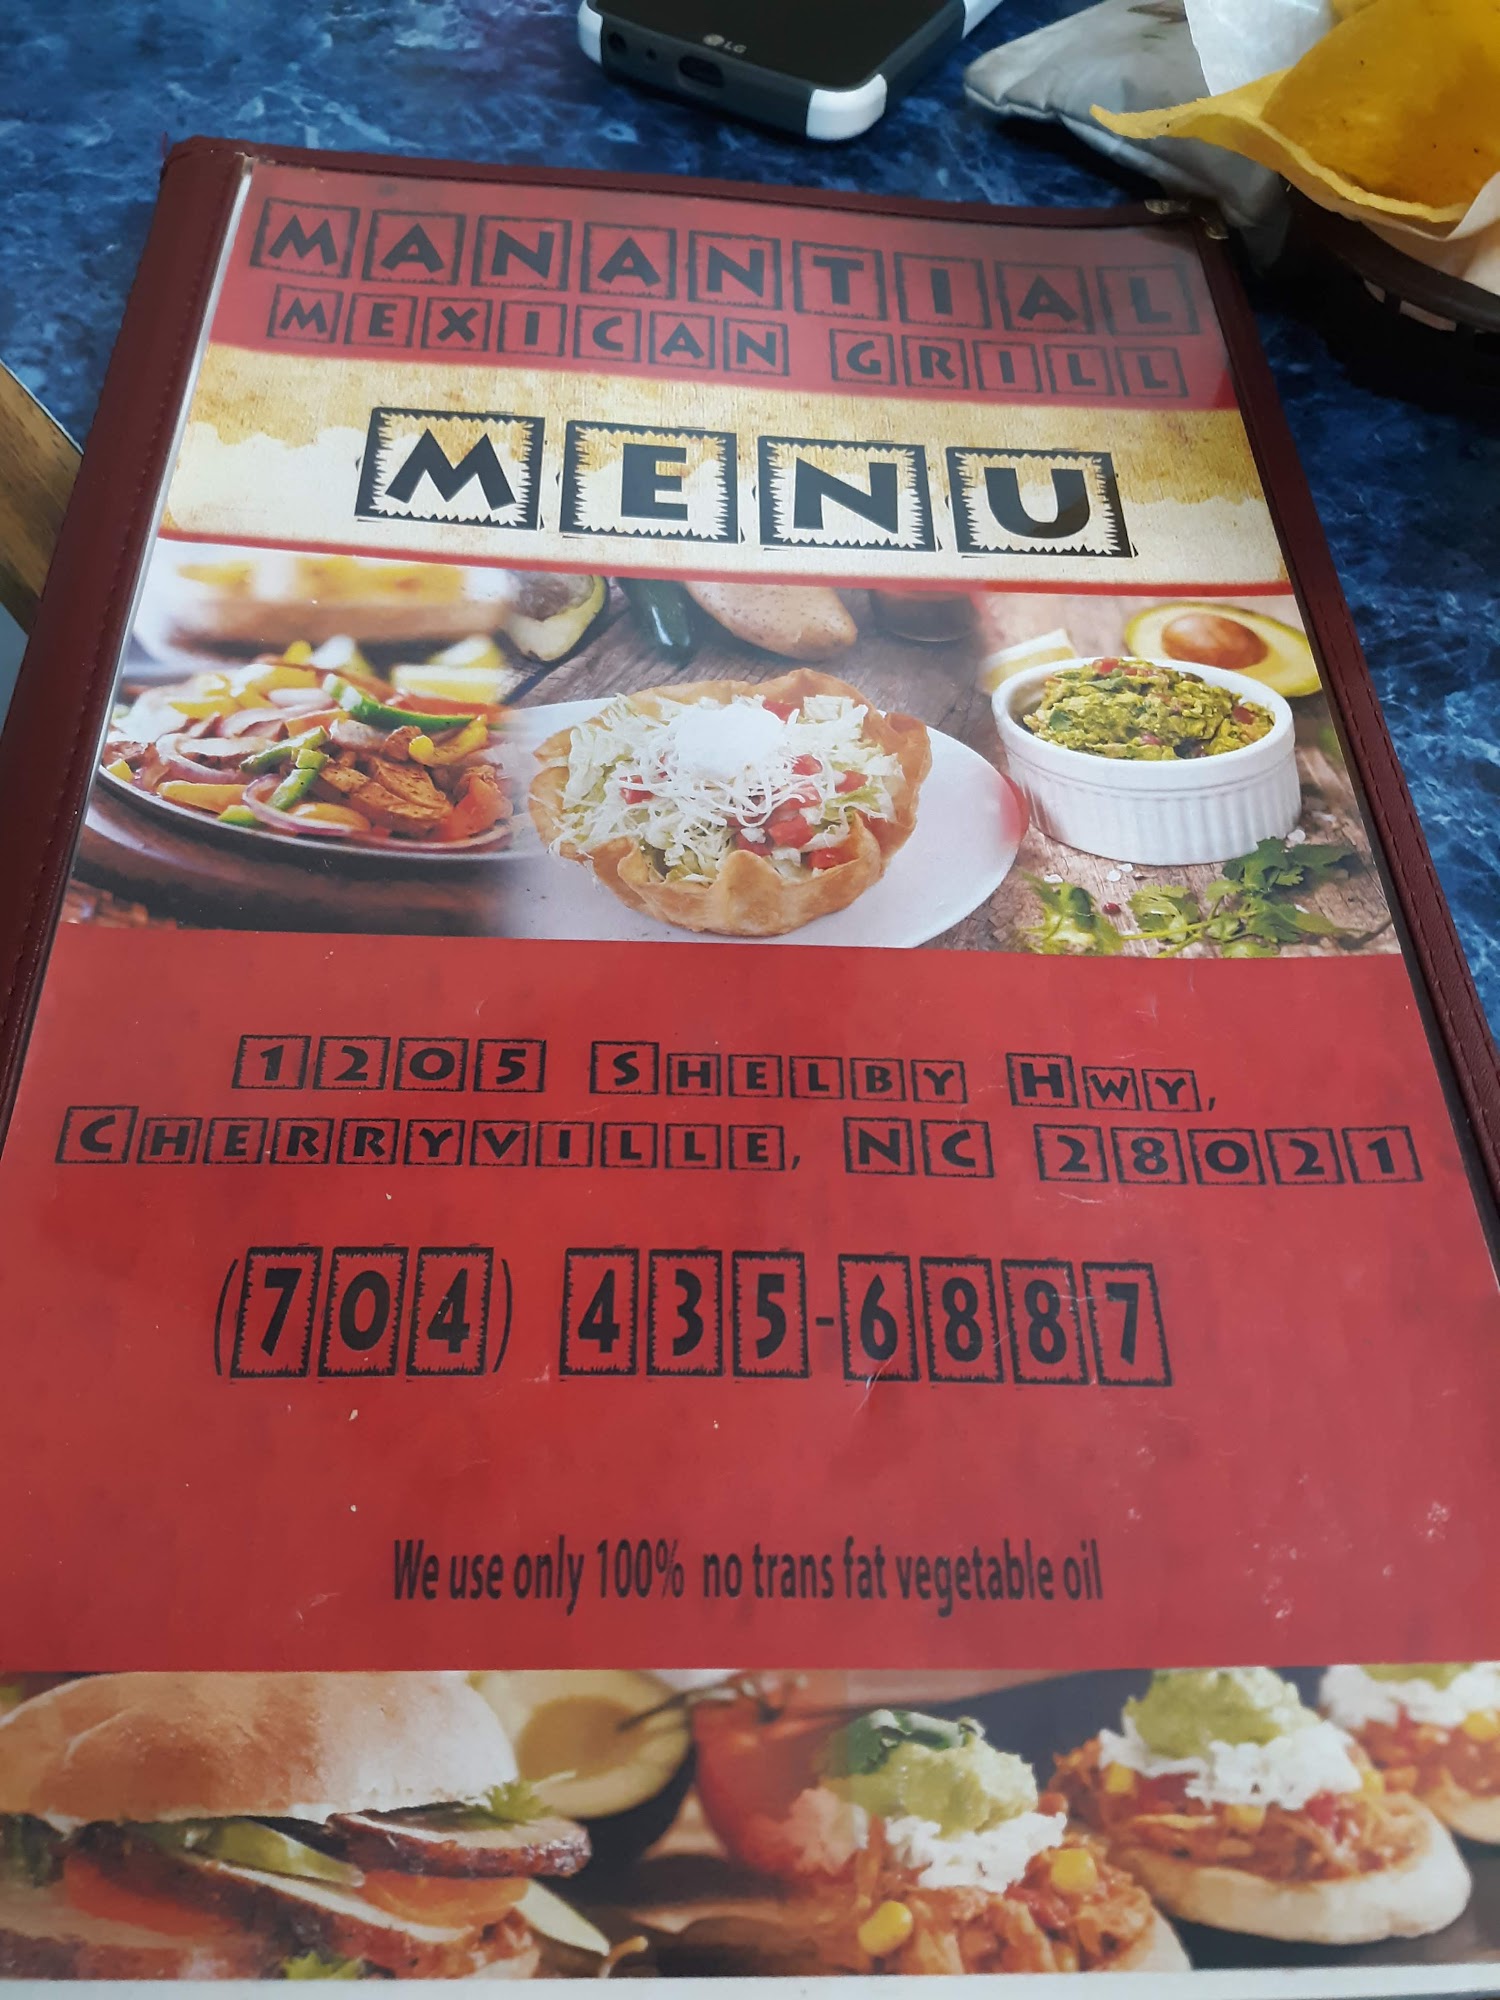 LG
MANANTIAL
MEXICAN GRILL
MENU
1205 SHELBY HWY,
CHERRYVILLE, NC 28021
(704) 435-6887
We use only 100% no trans fat vegetable oil